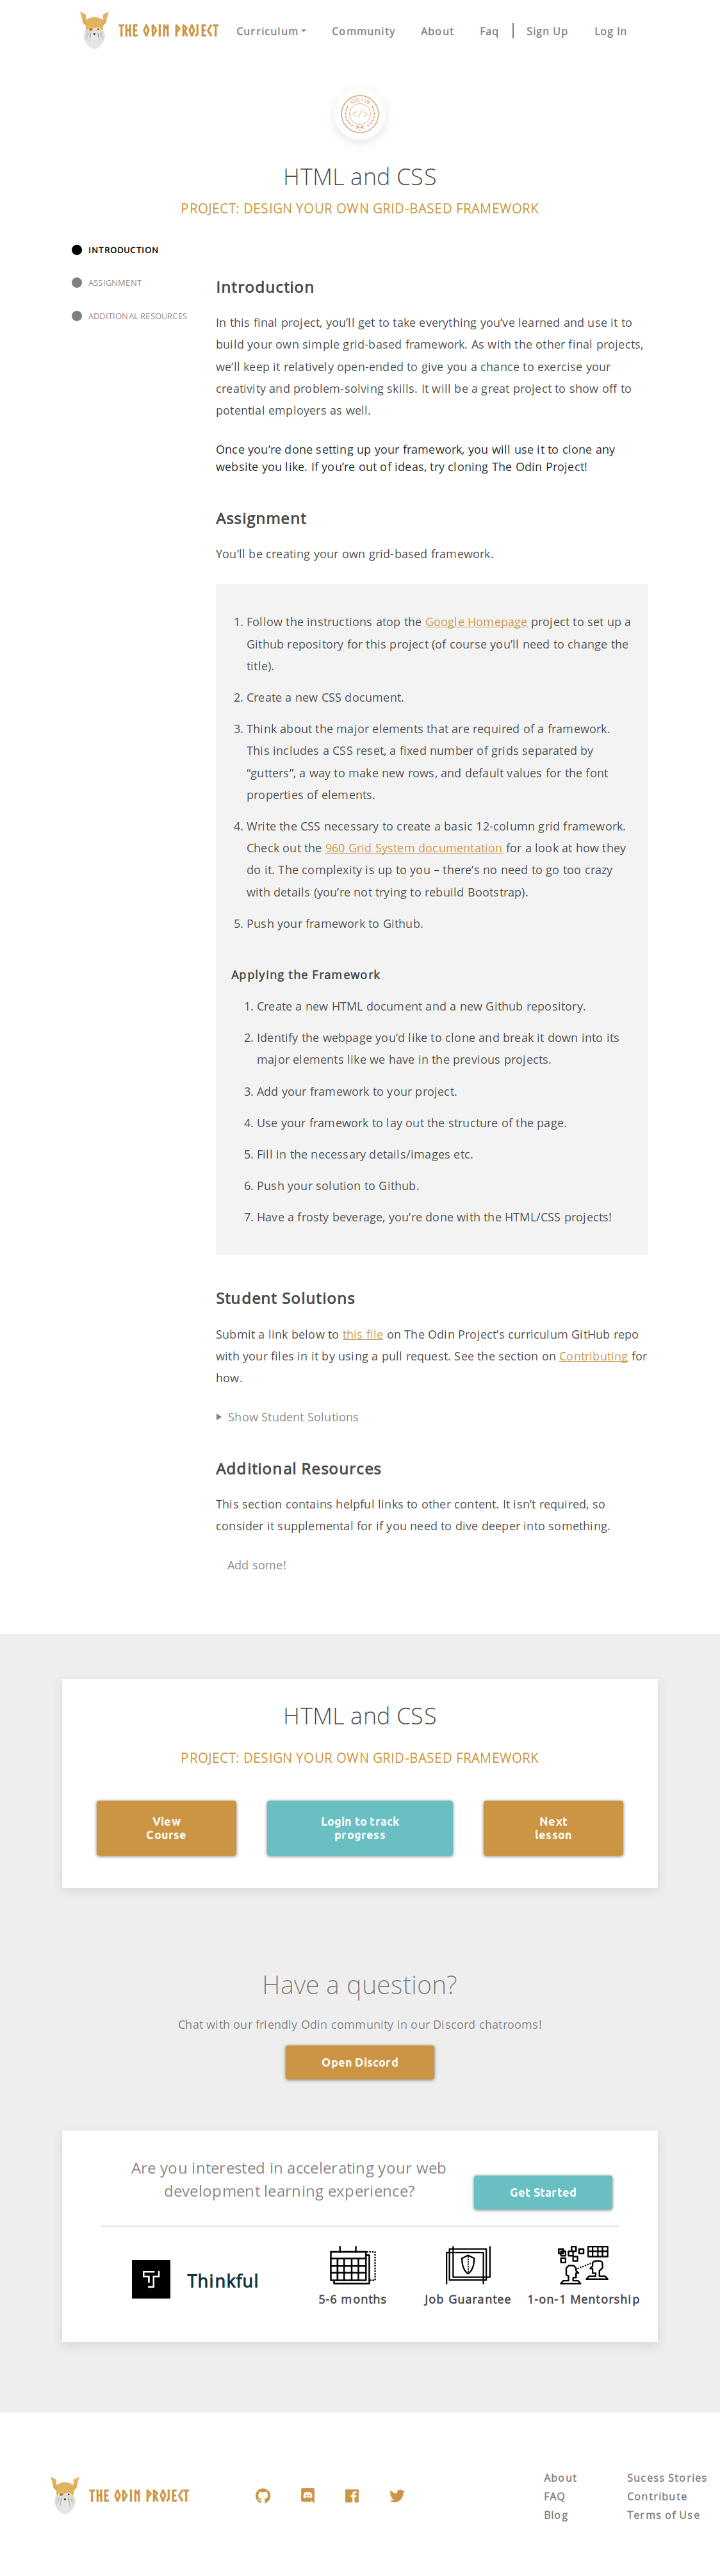 THE ODIN PROJECT Curriculum Community About Faq Sign Up Log In
HTML and CSS
PROJECT: DESIGN YOUR OWN GRID-BASED FRAMEWORK
INTRODUCTION
ASSIGNMENT
ADDITIONAL RESOURCES
Introduction
In this final project, you’ll get to take everything you’ve learned and use it to
build your own simple grid-based framework. As with the other final projects,
we’ll keep it relatively open-ended to give you a chance to exercise your
creativity and problem-solving skills. It will be a great project to show off to
potential employers as well.
Once you’re done setting up your framework, you will use it to clone any
website you like. If you’re out of ideas, try cloning The Odin Project!
Assignment
You’ll be creating your own grid-based framework.
1. Follow the instructions atop the Google Homepage project to set up a
Github repository for this project (of course you’ll need to change the
title).
2. Create a new CSS document.
3. Think about the major elements that are required of a framework.
This includes a CSS reset, a fixed number of grids separated by
“gutters”, a way to make new rows, and default values for the font
properties of elements.
4. Write the CSS necessary to create a basic 12-column grid framework.
Check out the 960 Grid System documentation for a look at how they
do it. The complexity is up to you – there’s no need to go too crazy
with details (you’re not trying to rebuild Bootstrap).
5. Push your framework to Github.
Applying the Framework
1. Create a new HTML document and a new Github repository.
2. Identify the webpage you’d like to clone and break it down into its
major elements like we have in the previous projects.
3. Add your framework to your project.
4. Use your framework to lay out the structure of the page.
5. Fill in the necessary details/images etc.
6. Push your solution to Github.
7. Have a frosty beverage, you’re done with the HTML/CSS projects!
Student Solutions
Submit a link below to this file on The Odin Project’s curriculum GitHub repo
with your files in it by using a pull request. See the section on Contributing for
how.
Show Student Solutions
Additional Resources
This section contains helpful links to other content. It isn’t required, so
consider it supplemental for if you need to dive deeper into something.
Add some!
HTML and CSS
PROJECT: DESIGN YOUR OWN GRID-BASED FRAMEWORK
View
Course
Login to track
progress
Next
lesson
Have a question?
Chat with our friendly Odin community in our Discord chatrooms!
Open Discord
Are you interested in accelerating your web
development learning experience?
Get Started
Thinkful
5-6 months
Job Guarantee
1-on-1 Mentorship
THE ODIN PROJECT
About
FAQ
Blog
Sucess Stories
Contribute
Terms of Use